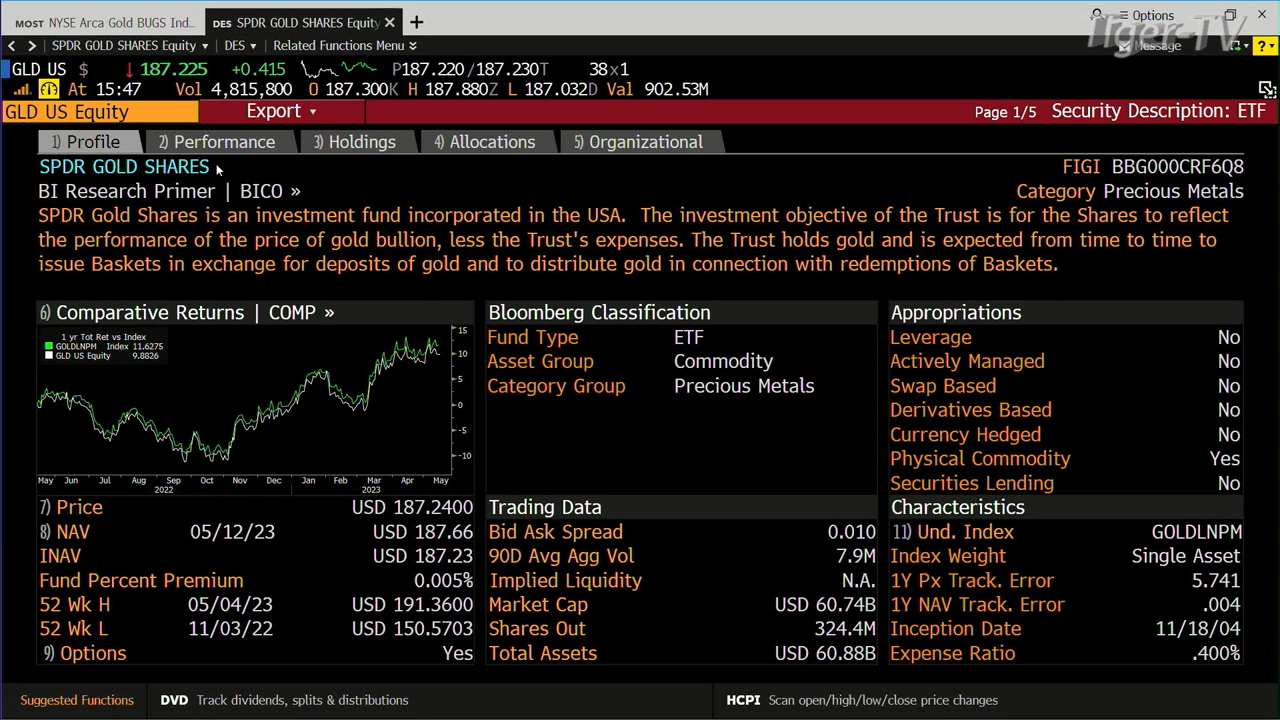 MOST NYSE Arca Gold BUGS Ind... DES SPDR GOLD SHARES Equity ✕ + Options
Tiger-TV
< > SPDR GOLD SHARES Equity ▾ DES ▾ Related Functions Menu Message ?
GLD US $ ↓ 187.225 +0.415 P187.220/187.230T 38x1
At 15:47 Vol 4,815,800 O 187.300K H 187.880Z L 187.032D Val 902.53M
GLD US Equity Export ▾ Page 1/5 Security Description: ETF
1) Profile 2) Performance 3) Holdings 4) Allocations 5) Organizational
SPDR GOLD SHARES FIGI BBG000CRF6Q8
BI Research Primer | BICO » Category Precious Metals
SPDR Gold Shares is an investment fund incorporated in the USA. The investment objective of the Trust is for the Shares to reflect
the performance of the price of gold bullion, less the Trust's expenses. The Trust holds gold and is expected from time to time to
issue Baskets in exchange for deposits of gold and to distribute gold in connection with redemptions of Baskets.
6) Comparative Returns | COMP »
1 yr Tot Ret vs Index
GOLDLNPM Index 11.6275
GLD US Equity 9.8826
15
10
5
0
-5
-10
May Jun Jul Aug Sep Oct Nov Dec Jan Feb Mar Apr May
2022 2023
7) Price USD 187.2400
8) NAV 05/12/23 USD 187.66
INAV USD 187.23
Fund Percent Premium 0.005%
52 Wk H 05/04/23 USD 191.3600
52 Wk L 11/03/22 USD 150.5703
9) Options Yes
Bloomberg Classification
Fund Type ETF
Asset Group Commodity
Category Group Precious Metals
Trading Data
Bid Ask Spread 0.010
90D Avg Agg Vol 7.9M
Implied Liquidity N.A.
Market Cap USD 60.74B
Shares Out 324.4M
Total Assets USD 60.88B
Appropriations
Leverage No
Actively Managed No
Swap Based No
Derivatives Based No
Currency Hedged No
Physical Commodity Yes
Securities Lending No
Characteristics
11) Und. Index GOLDLNPM
Index Weight Single Asset
1Y Px Track. Error 5.741
1Y NAV Track. Error .004
Inception Date 11/18/04
Expense Ratio .400%
Suggested Functions DVD Track dividends, splits & distributions HCPI Scan open/high/low/close price changes